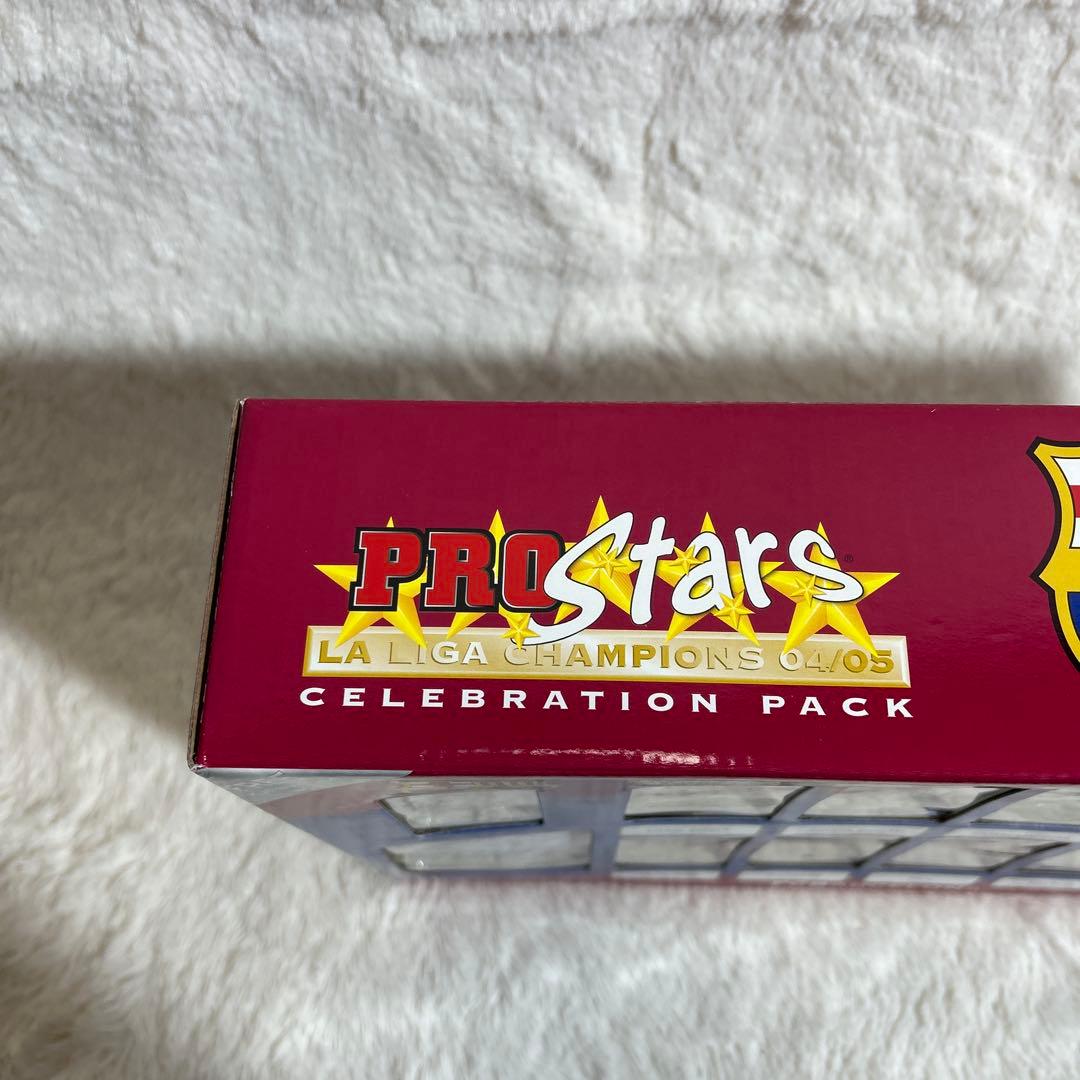 PROStars®
LA LIGA CHAMPIONS 04/05
CELEBRATION PACK